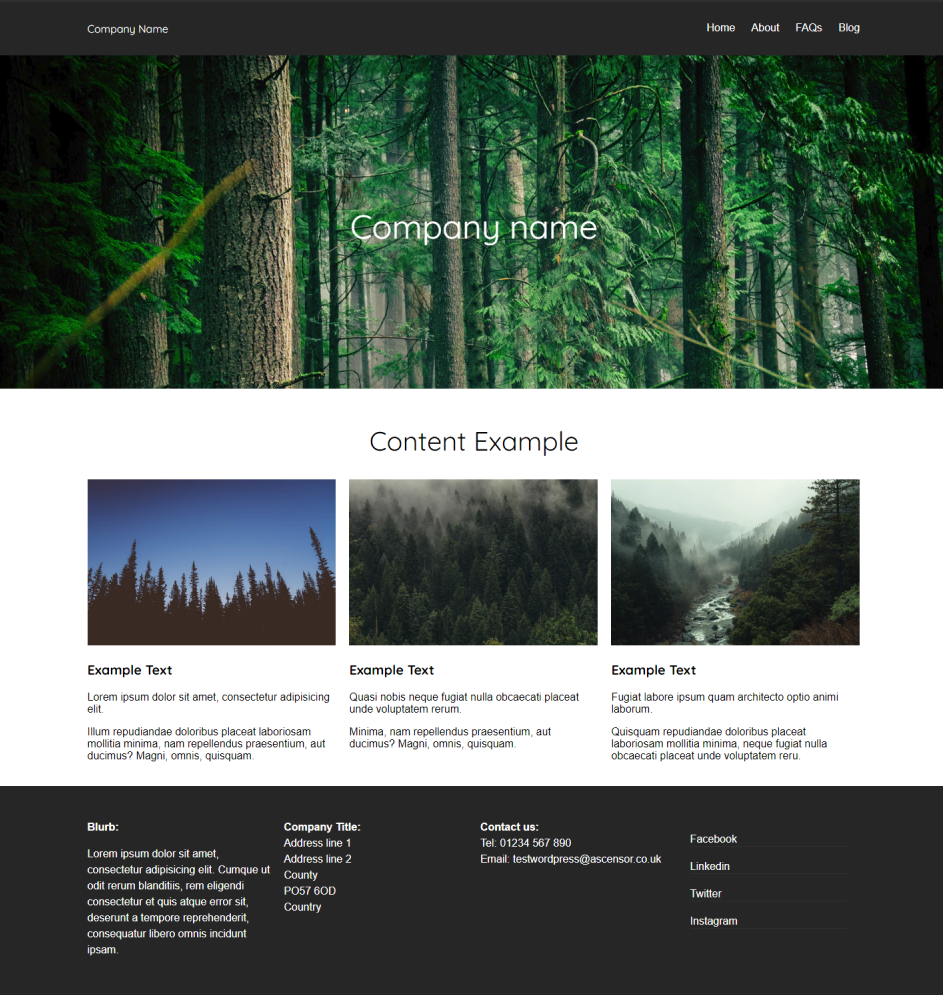 Company Name
Home About FAQs Blog
Company name
Content Example
Example Text
Lorem ipsum dolor sit amet, consectetur adipisicing
elit.
Illum repudiandae doloribus placeat laboriosam
mollitia minima, nam repellendus praesentium, aut
ducimus? Magni, omnis, quisquam.
Example Text
Quasi nobis neque fugiat nulla obcaecati placeat
unde voluptatem rerum.
Minima, nam repellendus praesentium, aut
ducimus? Magni, omnis, quisquam.
Example Text
Fugiat labore ipsum quam architecto optio animi
laborum.
Quisquam repudiandae doloribus placeat
laboriosam mollitia minima, neque fugiat nulla
obcaecati placeat unde voluptatem reru.
Blurb:
Lorem ipsum dolor sit amet,
consectetur adipisicing elit. Cumque ut
odit rerum blanditiis, rem eligendi
consectetur et quis atque error sit,
deserunt a tempore reprehenderit,
consequatur libero omnis incidunt
ipsam.
Company Title:
Address line 1
Address line 2
County
PO57 6OD
Country
Contact us:
Tel: 01234 567 890
Email: testwordpress@ascensor.co.uk
Facebook
Linkedin
Twitter
Instagram